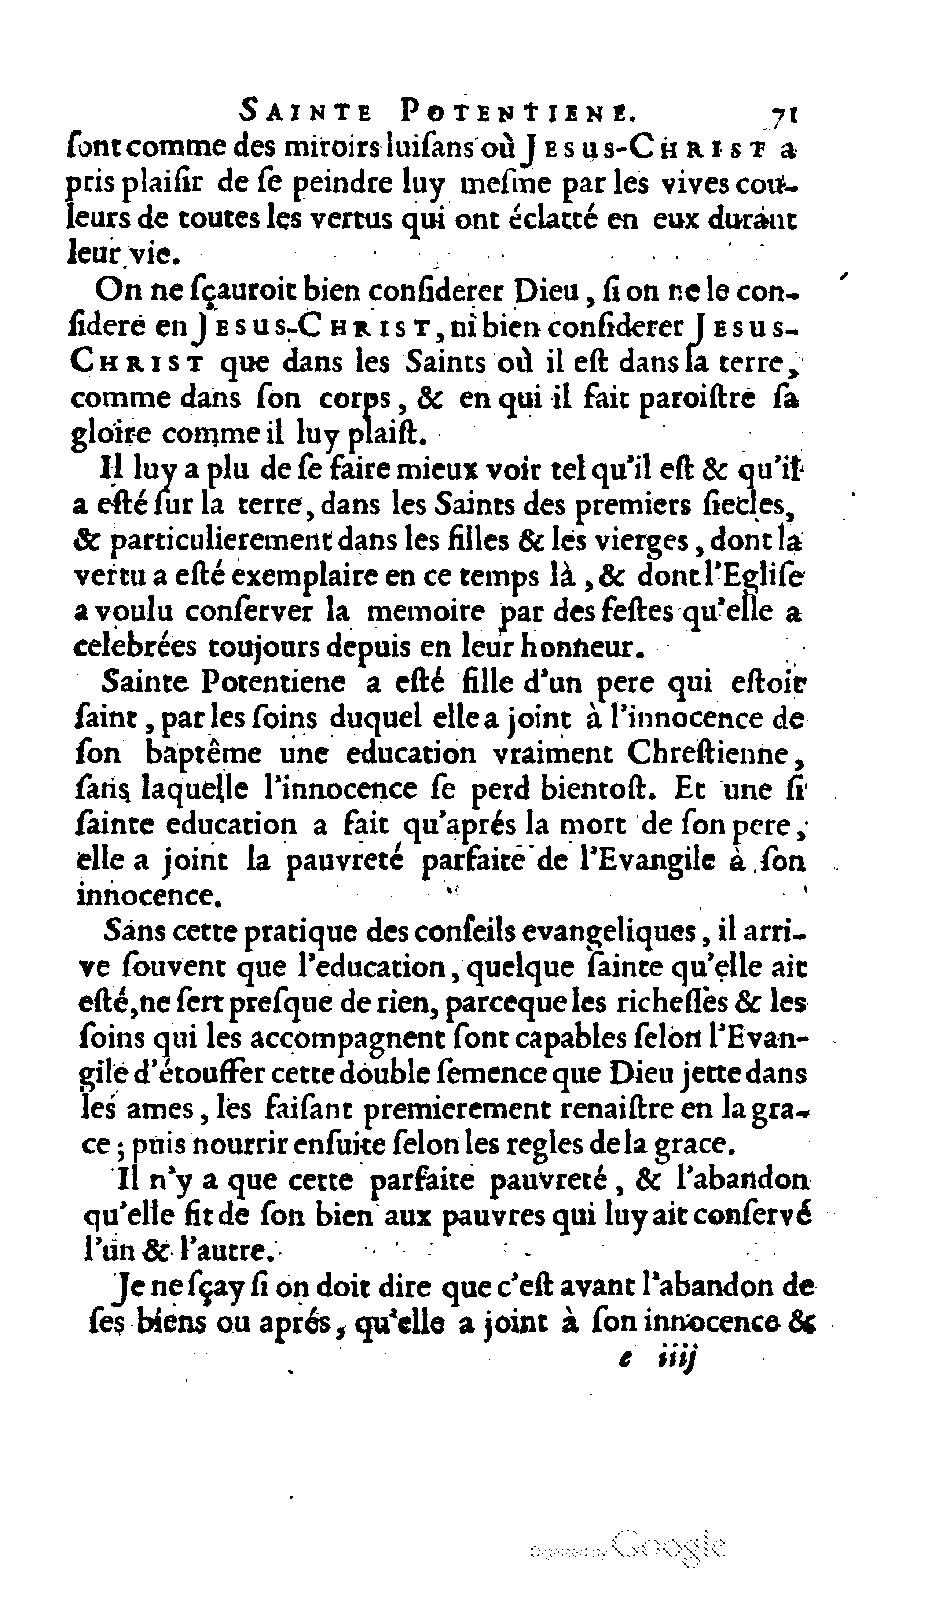 SAINTE POTENTIENE. 71
ſont comme des miroirs luiſans où JESUS-CHRIST a
pris plaiſir de ſe peindre luy meſme par les vives cou-
leurs de toutes les vertus qui ont éclatté en eux durant
leur vie.
On ne ſçauroit bien conſiderer Dieu, ſi on ne le con-
ſidere en JESUS-CHRIST, ni bien conſiderer JESUS-
CHRIST que dans les Saints où il eſt dans la terre,
comme dans ſon corps, & en qui il fait paroiſtre ſa
gloire comme il luy plaiſt.
Il luy a plu de ſe faire mieux voir tel qu'il eſt & qu'il
a eſté ſur la terre, dans les Saints des premiers ſiecles,
& particulierement dans les filles & les vierges, dont la
vertu a eſté exemplaire en ce temps là, & dont l'Egliſe
a voulu conſerver la memoire par des feſtes qu'elle a
celebrées toujours depuis en leur honneur.
Sainte Potentiene a eſté fille d'un pere qui eſtoit
ſaint, par les ſoins duquel elle a joint à l'innocence de
ſon baptême une education vraiment Chreſtienne,
ſans laquelle l'innocence ſe perd bientoſt. Et une ſi
ſainte education a fait qu'aprés la mort de ſon pere,
elle a joint la pauvreté parfaite de l'Evangile à ſon
innocence.
Sans cette pratique des conſeils evangeliques, il arri-
ve ſouvent que l'education, quelque ſainte qu'elle ait
eſté, ne ſert preſque de rien, parceque les richeſſes & les
ſoins qui les accompagnent ſont capables ſelon l'Evan-
gile d'étouffer cette double ſemence que Dieu jette dans
les ames, les faiſant premierement renaiſtre en la gra-
ce; puis nourrir enſuite ſelon les regles de la grace.
Il n'y a que cette parfaite pauvreté, & l'abandon
qu'elle fit de ſon bien aux pauvres qui luy ait conſervé
l'un & l'autre.
Je ne ſçay ſi on doit dire que c'eſt avant l'abandon de
ſes biens ou aprés, qu'elle a joint à ſon innocence &
e iiij
Digitized by Google